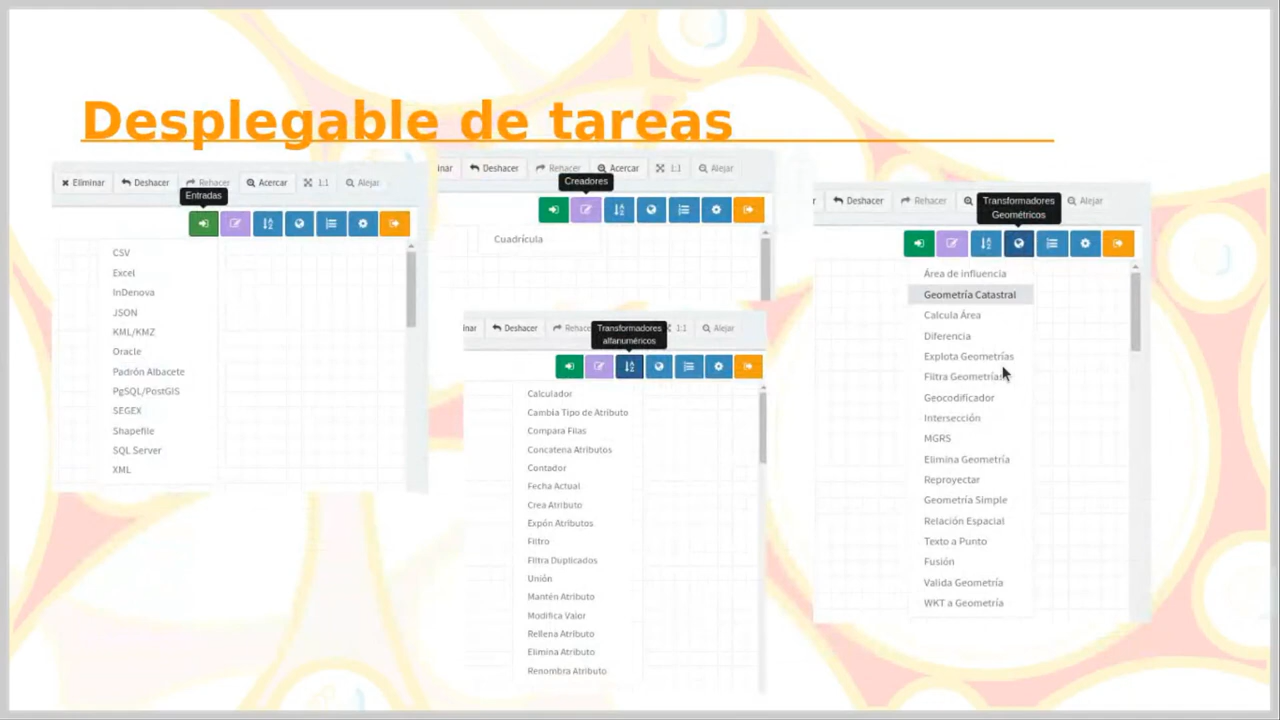 Desplegable de tareas
Eliminar Deshacer Rehacer Acercar 1:1 Alejar
Entradas
CSV
Excel
InDenova
JSON
KML/KMZ
Oracle
Padrón Albacete
PgSQL/PostGIS
SEGEX
Shapefile
SQL Server
XML
inar Deshacer Rehacer Acercar 1:1 Alejar
Creadores
Cuadrícula
inar Deshacer Rehace 1:1 Alejar
Transformadores
alfanuméricos
Calculador
Cambia Tipo de Atributo
Compara Filas
Concatena Atributos
Contador
Fecha Actual
Crea Atributo
Expón Atributos
Filtro
Filtra Duplicados
Unión
Mantén Atributo
Modifica Valor
Rellena Atributo
Elimina Atributo
Renombra Atributo
r Deshacer Rehacer Alejar
Transformadores
Geométricos
Área de influencia
Geometría Catastral
Calcula Área
Diferencia
Explota Geometrías
Filtra Geometrías
Geocodificador
Intersección
MGRS
Elimina Geometría
Reproyectar
Geometría Simple
Relación Espacial
Texto a Punto
Fusión
Valida Geometría
WKT a Geometría